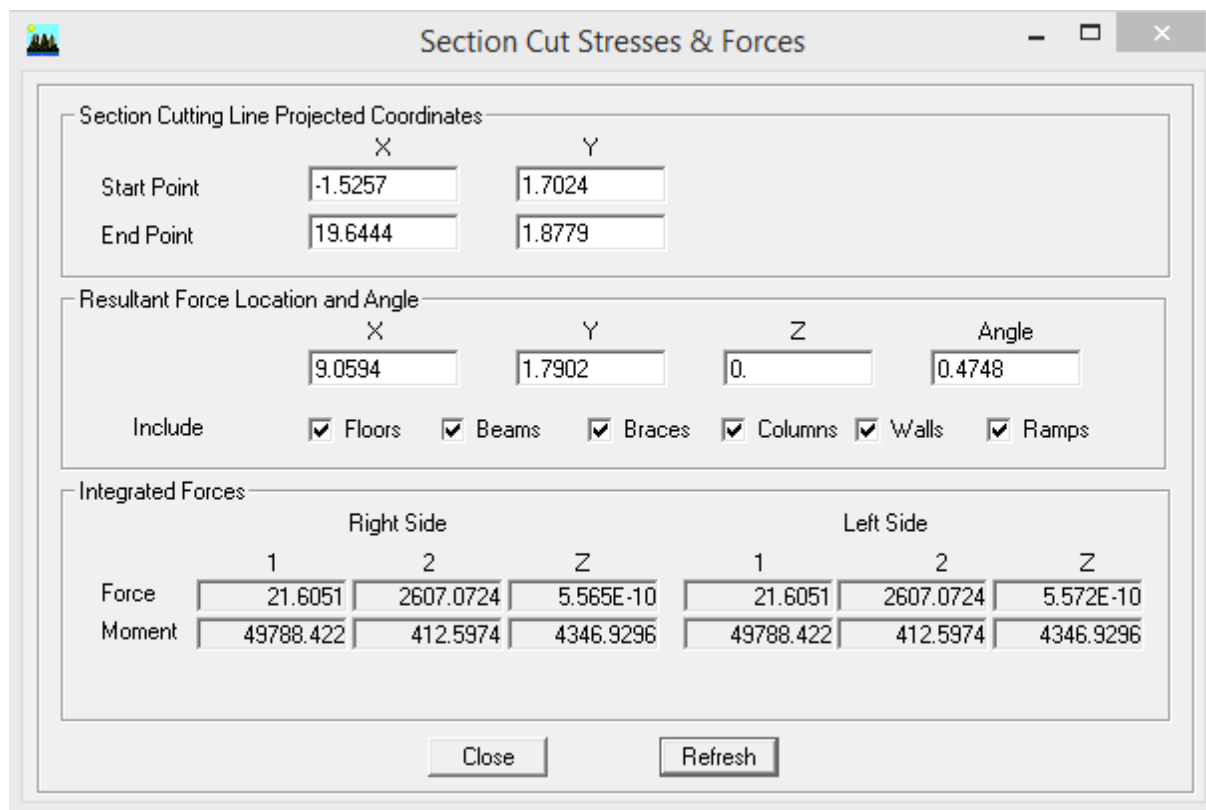 Section Cut Stresses & Forces
Section Cutting Line Projected Coordinates
X Y
Start Point -1.5257 1.7024
End Point 19.6444 1.8779
Resultant Force Location and Angle
X Y Z Angle
9.0594 1.7902 0. 0.4748
Include Floors Beams Braces Columns Walls Ramps
Integrated Forces
Right Side Left Side
1 2 Z 1 2 Z
Force 21.6051 2607.0724 5.565E-10 21.6051 2607.0724 5.572E-10
Moment 49788.422 412.5974 4346.9296 49788.422 412.5974 4346.9296
Close Refresh